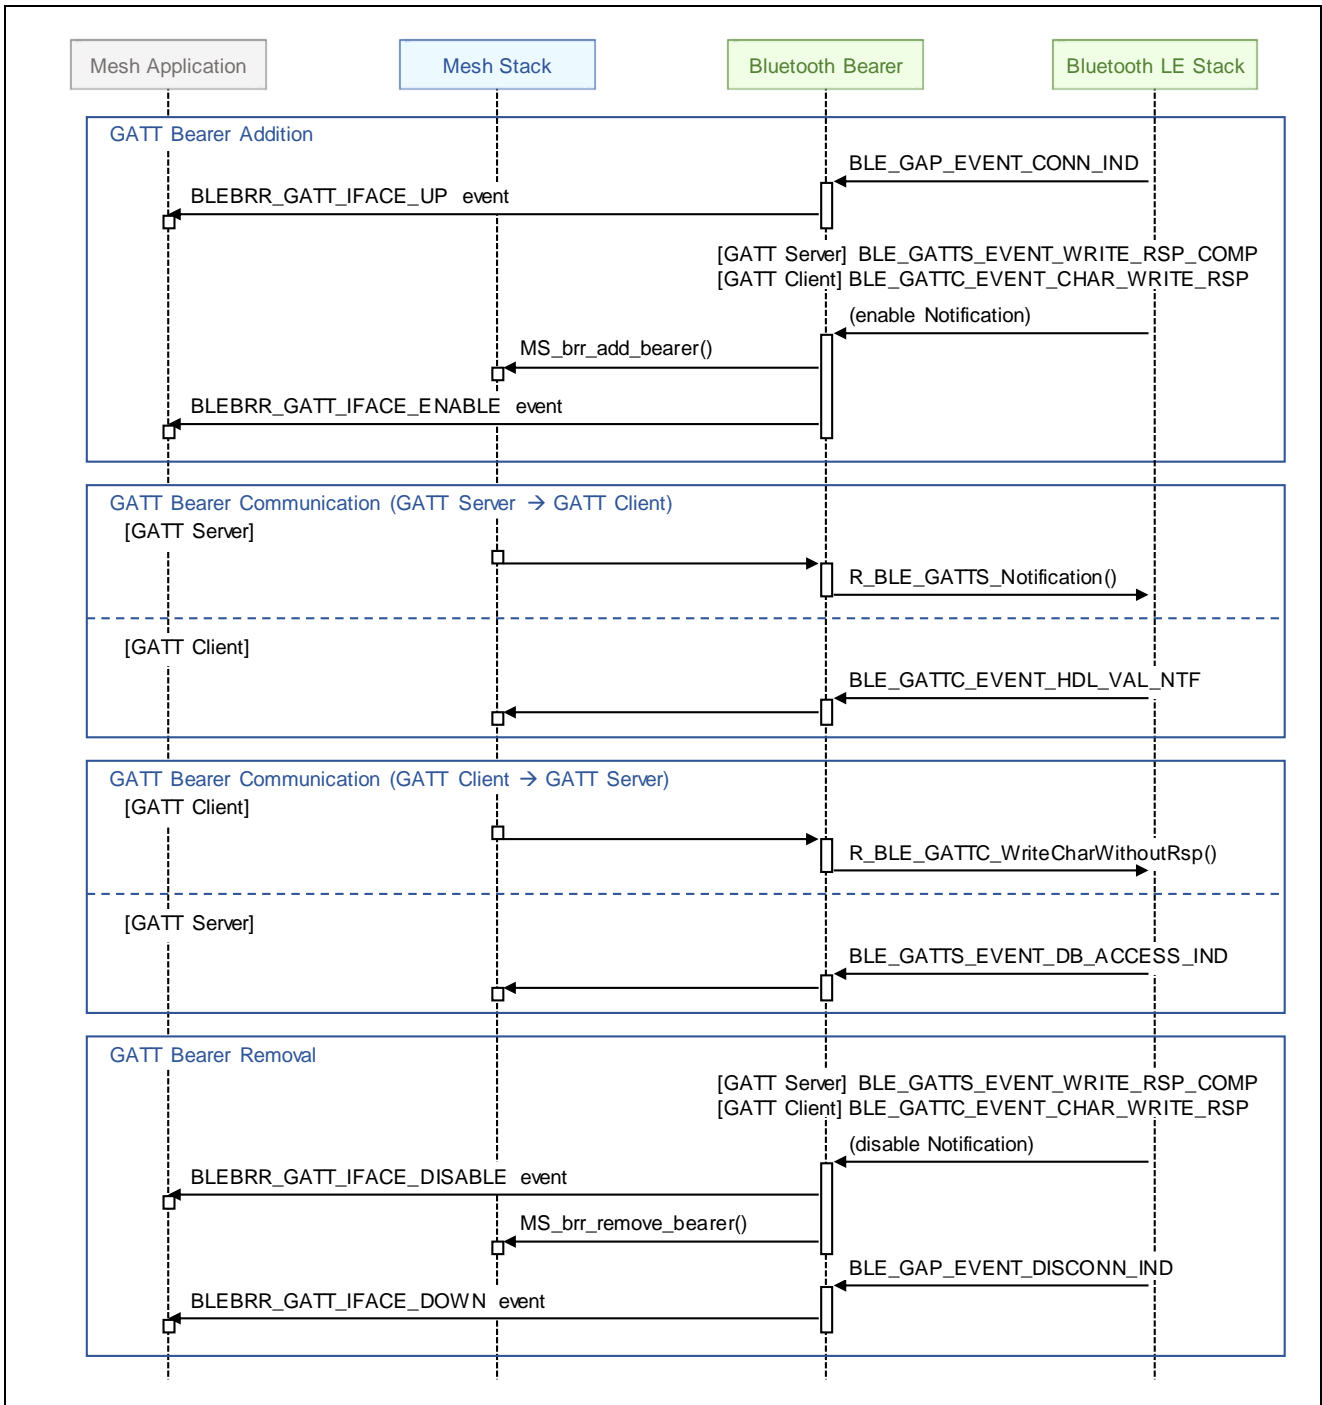 Mesh Application
Mesh Stack
Bluetooth Bearer
Bluetooth LE Stack
GATT Bearer Addition
BLE_GAP_EVENT_CONN_IND
BLEBRR_GATT_IFACE_UP event
[GATT Server] BLE_GATTS_EVENT_WRITE_RSP_COMP
[GATT Client] BLE_GATTC_EVENT_CHAR_WRITE_RSP
(enable Notification)
MS_brr_add_bearer()
BLEBRR_GATT_IFACE_ENABLE event
GATT Bearer Communication (GATT Server → GATT Client)
[GATT Server]
R_BLE_GATTS_Notification()
[GATT Client]
BLE_GATTC_EVENT_HDL_VAL_NTF
GATT Bearer Communication (GATT Client → GATT Server)
[GATT Client]
R_BLE_GATTC_WriteCharWithoutRsp()
[GATT Server]
BLE_GATTS_EVENT_DB_ACCESS_IND
GATT Bearer Removal
[GATT Server] BLE_GATTS_EVENT_WRITE_RSP_COMP
[GATT Client] BLE_GATTC_EVENT_CHAR_WRITE_RSP
(disable Notification)
BLEBRR_GATT_IFACE_DISABLE event
MS_brr_remove_bearer()
BLE_GAP_EVENT_DISCONN_IND
BLEBRR_GATT_IFACE_DOWN event